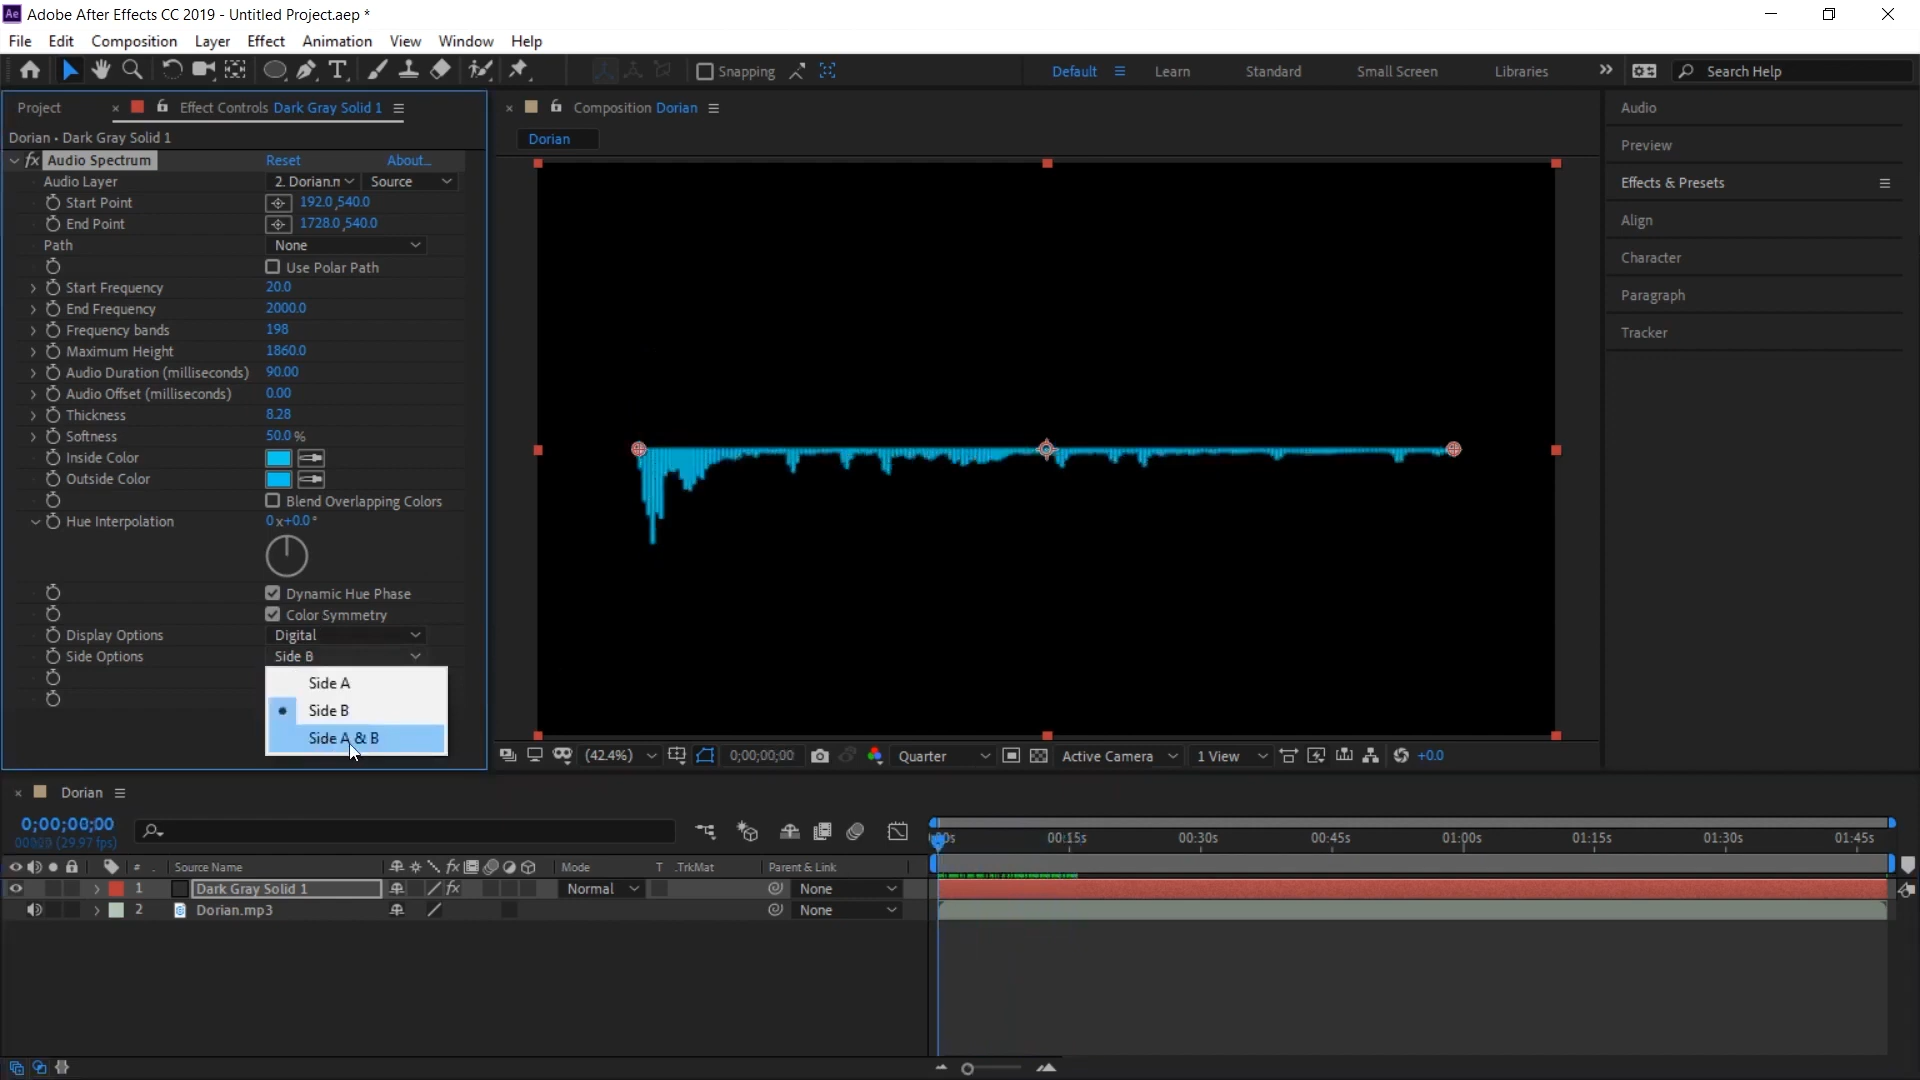 Ae Adobe After Effects CC 2019 - Untitled Project.aep *
File Edit Composition Layer Effect Animation View Window Help
Snapping Default Learn Standard Small Screen Libraries Search Help
Project Effect Controls Dark Gray Solid 1
Composition Dorian
Audio
Dorian • Dark Gray Solid 1
Dorian
Preview
fx Audio Spectrum Reset About...
Audio Layer 2. Dorian.m Source
Effects & Presets
Start Point 192.0,540.0
End Point 1728.0,540.0
Align
Path None
Character
Use Polar Path
Start Frequency 20.0
Paragraph
End Frequency 2000.0
Frequency bands 198
Tracker
Maximum Height 1860.0
Audio Duration (milliseconds) 90.00
Audio Offset (milliseconds) 0.00
Thickness 8.28
Softness 50.0 %
Inside Color
Outside Color
Blend Overlapping Colors
Hue Interpolation 0x+0.0°
Dynamic Hue Phase
Color Symmetry
Display Options Digital
Side Options Side B
Side A
Side B
Side A & B
(42.4%) 0;00;00;00 Quarter Active Camera 1 View +0.0
Dorian
0;00;00;00
00000 (29.97 fps)
00:15s 00:30s 00:45s 01:00s 01:15s 01:30s 01:45s
# Source Name fx Mode T .TrkMat Parent & Link
1 Dark Gray Solid 1 fx Normal None
2 Dorian.mp3 None